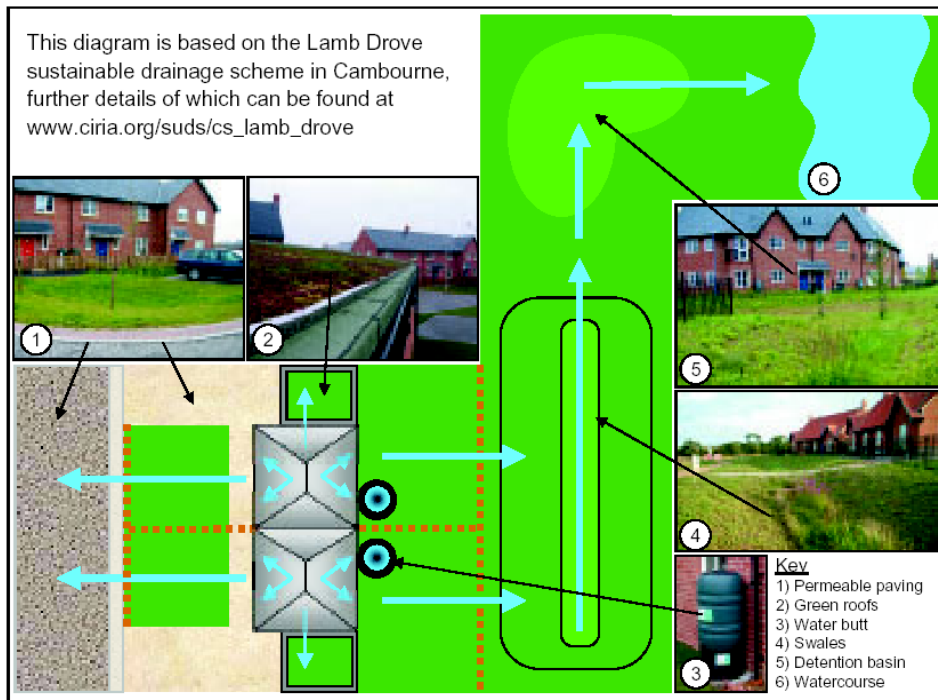 This diagram is based on the Lamb Drove
sustainable drainage scheme in Cambourne,
further details of which can be found at
www.ciria.org/suds/cs_lamb_drove
6
1
2
5
4
3
Key
1) Permeable paving
2) Green roofs
3) Water butt
4) Swales
5) Detention basin
6) Watercourse